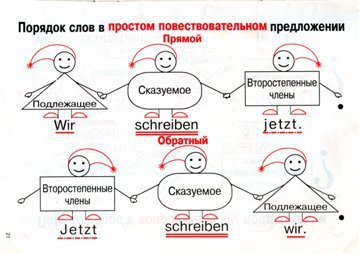 Порядок слов в простом повествовательном предложении
Прямой
Подлежащее
Сказуемое
Второстепенные
члены
Wir schreiben jetzt.
Обратный
Второстепенные
члены
Сказуемое
Подлежащее
Jetzt schreiben wir.
21